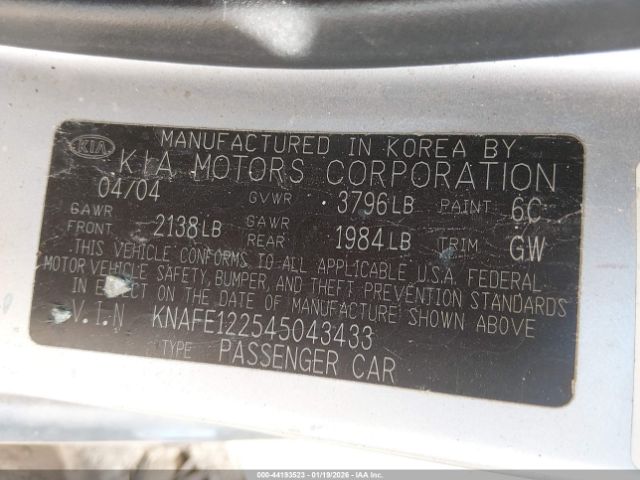 KIA
MANUFACTURED IN KOREA BY
KIA MOTORS CORPORATION
04/04 GVWR 3796LB PAINT 6C
GAWR FRONT 2138LB GAWR REAR 1984LB TRIM GW
THIS VEHICLE CONFORMS TO ALL APPLICABLE U.S.A. FEDERAL
MOTOR VEHICLE SAFETY, BUMPER, AND THEFT PREVENTION STANDARDS
IN EFFECT ON THE DATE OF MANUFACTURE SHOWN ABOVE
V.I.N KNAFE122545043433
TYPE PASSENGER CAR
000-44193523 | 01/19/2026 - IAAI.COM